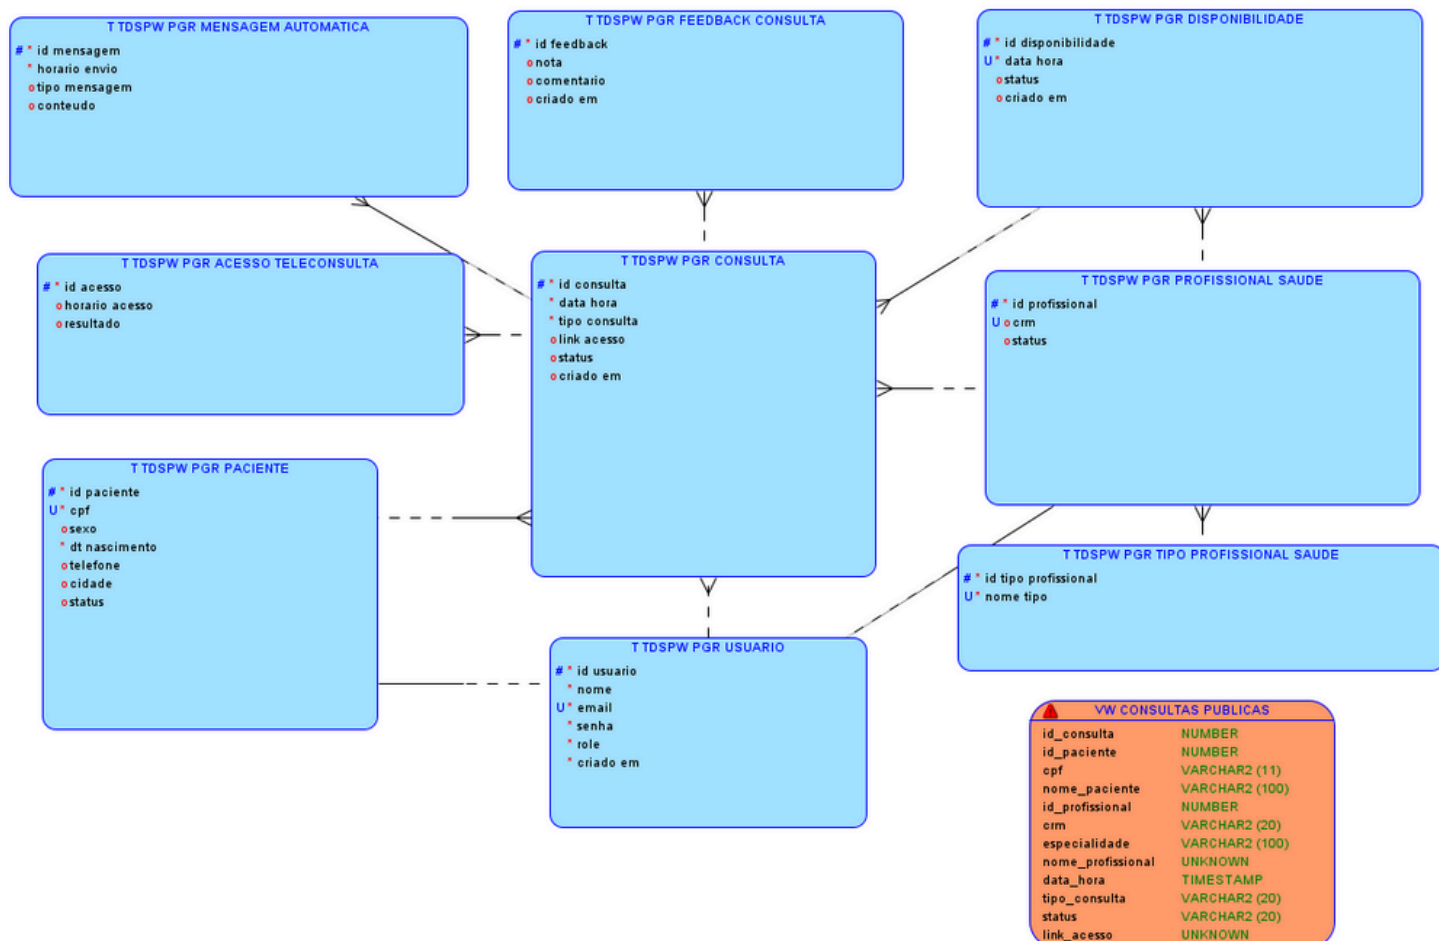 T TDSPW PGR MENSAGEM AUTOMATICA
# * id mensagem
* horario envio
o tipo mensagem
o conteudo
T TDSPW PGR FEEDBACK CONSULTA
# * id feedback
o nota
o comentario
o criado em
T TDSPW PGR DISPONIBILIDADE
# * id disponibilidade
U * data hora
o status
o criado em
T TDSPW PGR ACESSO TELECONSULTA
# * id acesso
o horario acesso
o resultado
T TDSPW PGR CONSULTA
# * id consulta
* data hora
* tipo consulta
o link acesso
o status
o criado em
T TDSPW PGR PROFISSIONAL SAUDE
# * id profissional
U o crm
o status
T TDSPW PGR PACIENTE
# * id paciente
U * cpf
o sexo
* dt nascimento
o telefone
o cidade
o status
T TDSPW PGR TIPO PROFISSIONAL SAUDE
# * id tipo profissional
U * nome tipo
T TDSPW PGR USUARIO
# * id usuario
* nome
U * email
* senha
* role
* criado em
VW CONSULTAS PUBLICAS
id_consulta NUMBER
id_paciente NUMBER
cpf VARCHAR2 (11)
nome_paciente VARCHAR2 (100)
id_profissional NUMBER
crm VARCHAR2 (20)
especialidade VARCHAR2 (100)
nome_profissional UNKNOWN
data_hora TIMESTAMP
tipo_consulta VARCHAR2 (20)
status VARCHAR2 (20)
link_acesso UNKNOWN